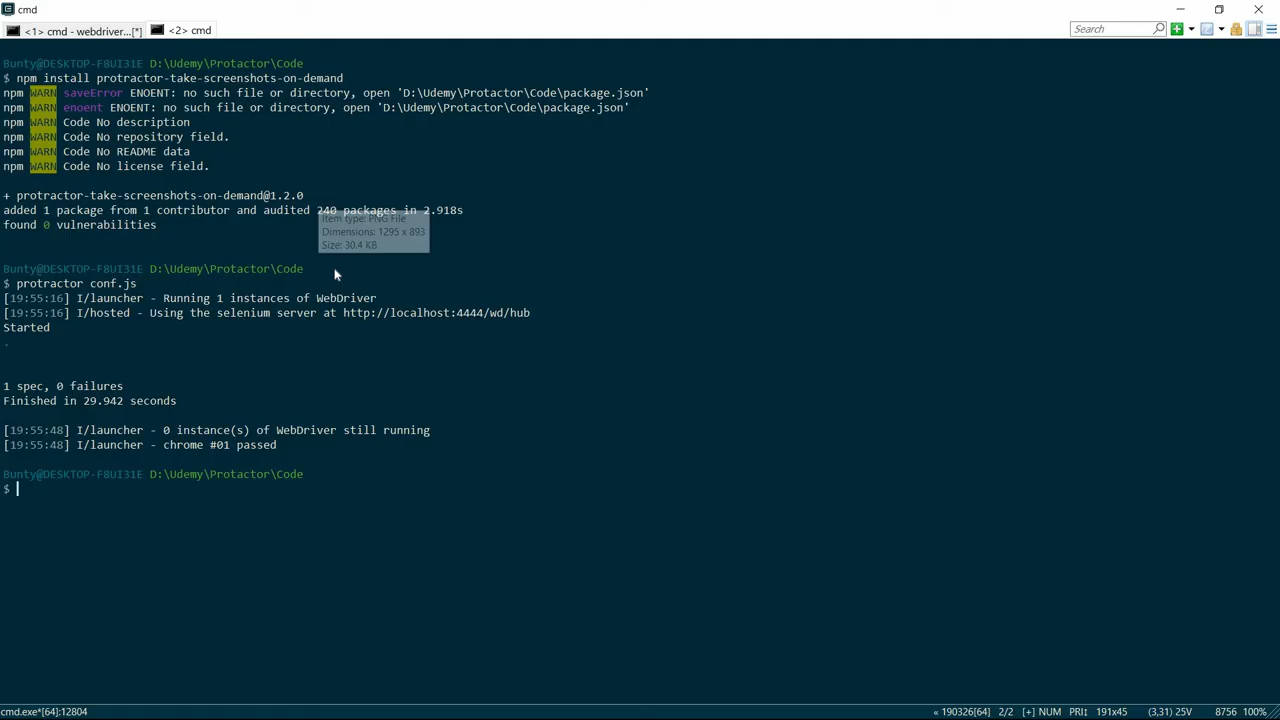 cmd
<1> cmd - webdriver...[*]
<2> cmd
Search
Bunty@DESKTOP-F8UI31E D:\Udemy\Protactor\Code
$ npm install protractor-take-screenshots-on-demand
npm WARN saveError ENOENT: no such file or directory, open 'D:\Udemy\Protactor\Code\package.json'
npm WARN enoent ENOENT: no such file or directory, open 'D:\Udemy\Protactor\Code\package.json'
npm WARN Code No description
npm WARN Code No repository field.
npm WARN Code No README data
npm WARN Code No license field.
+ protractor-take-screenshots-on-demand@1.2.0
added 1 package from 1 contributor and audited 240 packages in 2.918s
found 0 vulnerabilities
Item type: PNG File
Dimensions: 1295 x 893
Size: 30.4 KB
Bunty@DESKTOP-F8UI31E D:\Udemy\Protactor\Code
$ protractor conf.js
[19:55:16] I/launcher - Running 1 instances of WebDriver
[19:55:16] I/hosted - Using the selenium server at http://localhost:4444/wd/hub
Started
.
1 spec, 0 failures
Finished in 29.942 seconds
[19:55:48] I/launcher - 0 instance(s) of WebDriver still running
[19:55:48] I/launcher - chrome #01 passed
Bunty@DESKTOP-F8UI31E D:\Udemy\Protactor\Code
$
cmd.exe*[64]:12804
« 190326[64] 2/2 [+] NUM PRI↕ 191x45 (3,31) 25V 8756 100%